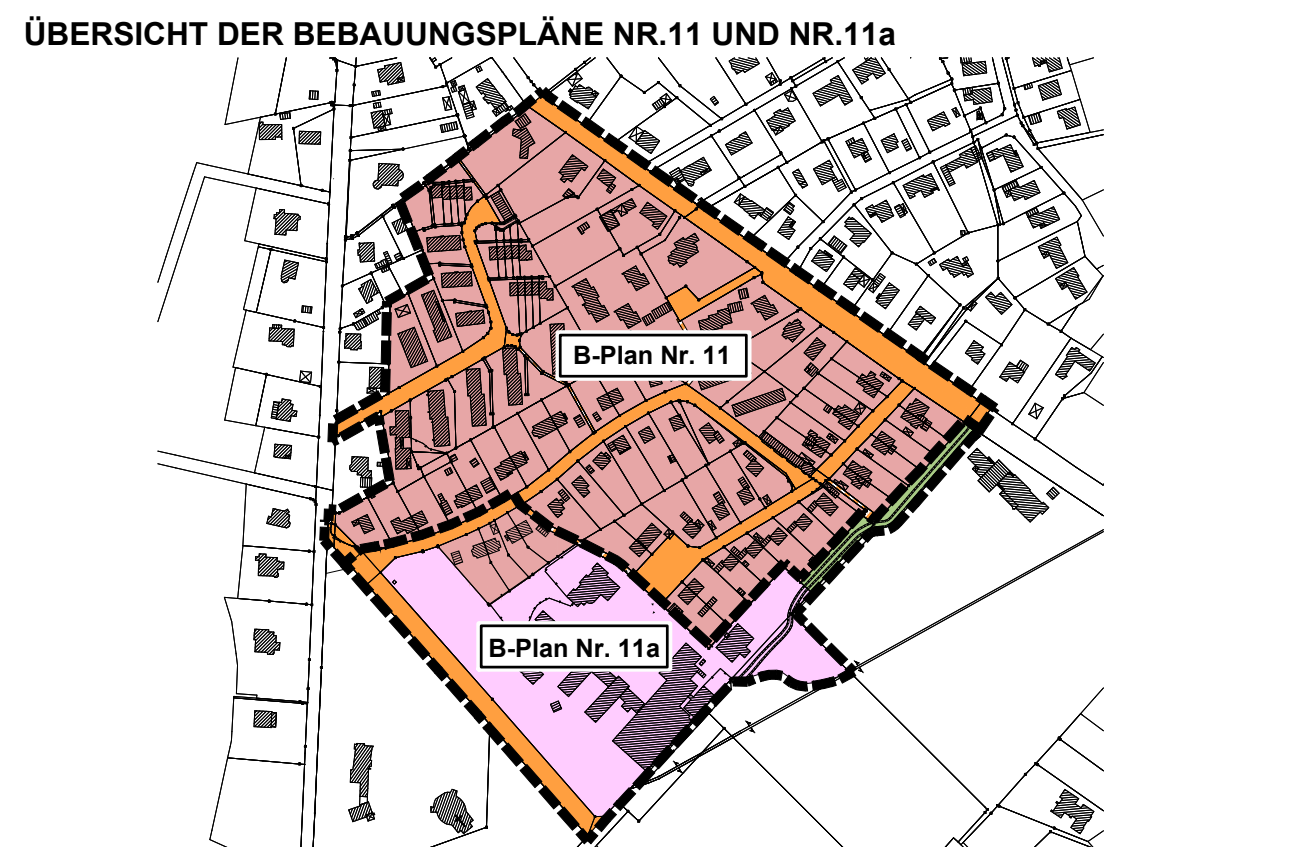 ÜBERSICHT DER BEBAUUNGSPLÄNE NR.11 UND NR.11a
B-Plan Nr. 11
B-Plan Nr. 11a